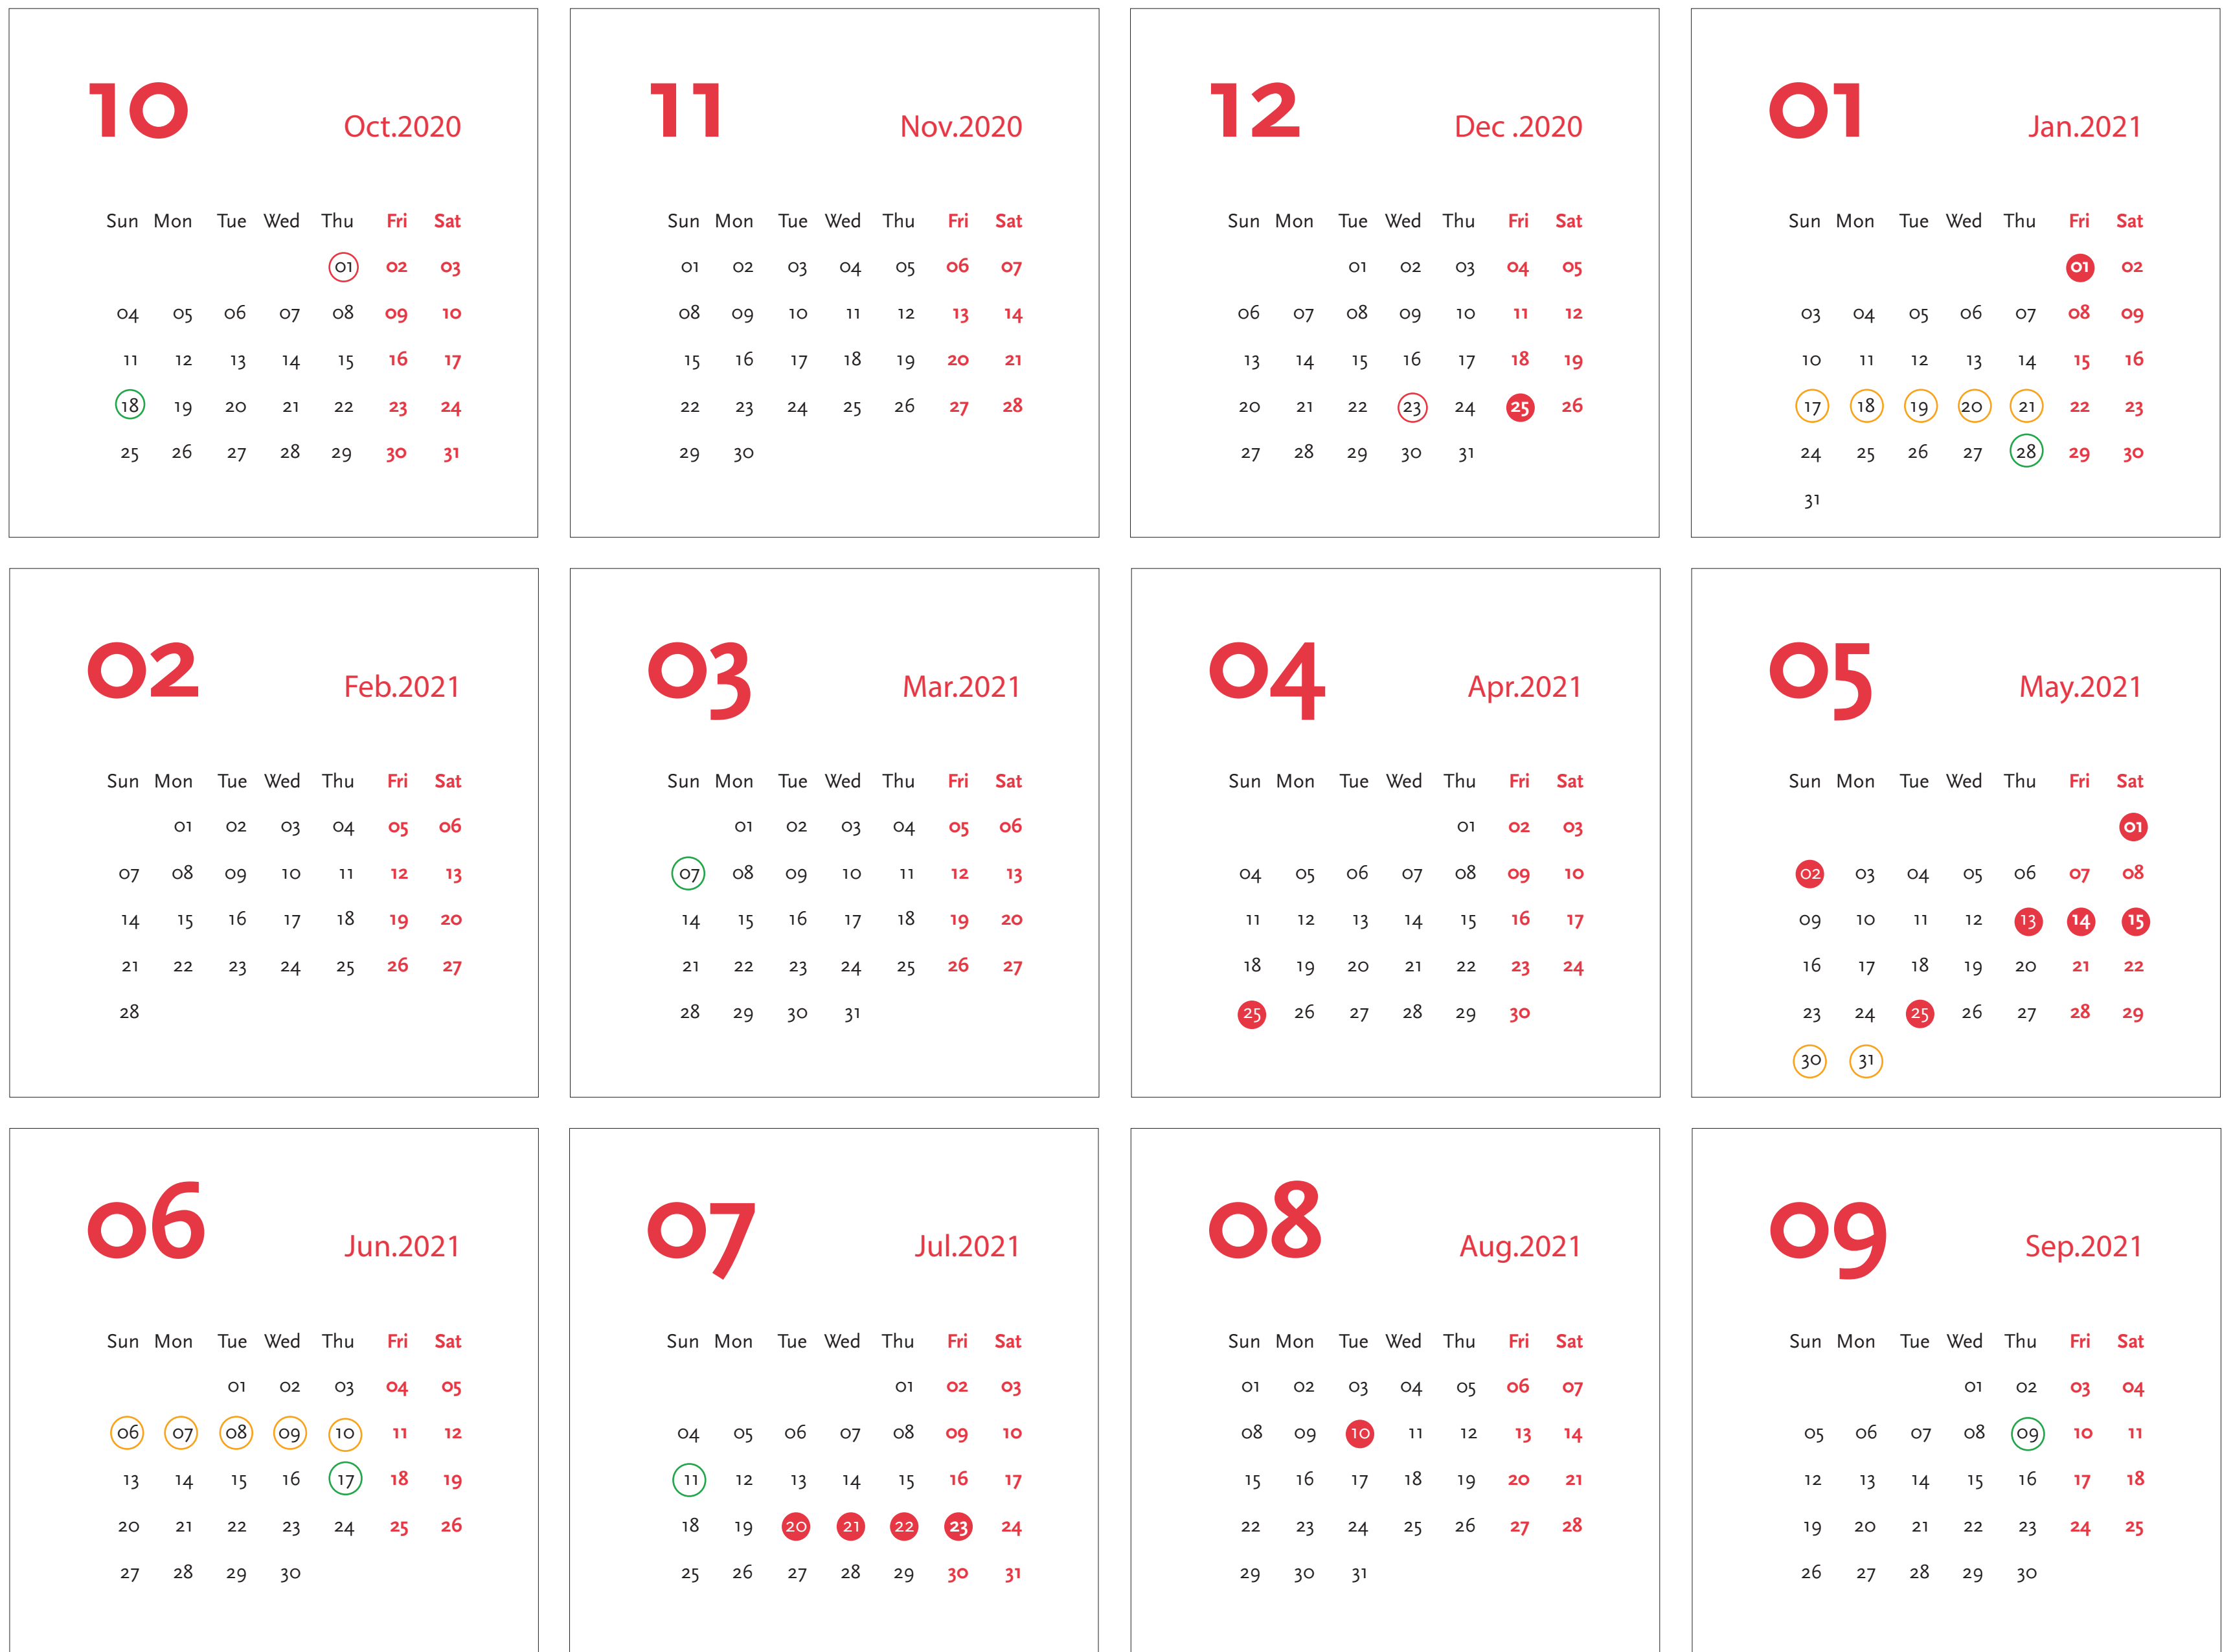 10
Oct.2020
Sun Mon Tue Wed Thu Fri Sat
01 02 03
04 05 06 07 08 09 10
11 12 13 14 15 16 17
18 19 20 21 22 23 24
25 26 27 28 29 30 31
11
Nov.2020
Sun Mon Tue Wed Thu Fri Sat
01 02 03 04 05 06 07
08 09 10 11 12 13 14
15 16 17 18 19 20 21
22 23 24 25 26 27 28
29 30
12
Dec .2020
Sun Mon Tue Wed Thu Fri Sat
01 02 03 04 05
06 07 08 09 10 11 12
13 14 15 16 17 18 19
20 21 22 23 24 25 26
27 28 29 30 31
01
Jan.2021
Sun Mon Tue Wed Thu Fri Sat
01 02
03 04 05 06 07 08 09
10 11 12 13 14 15 16
17 18 19 20 21 22 23
24 25 26 27 28 29 30
31
02
Feb.2021
Sun Mon Tue Wed Thu Fri Sat
01 02 03 04 05 06
07 08 09 10 11 12 13
14 15 16 17 18 19 20
21 22 23 24 25 26 27
28
03
Mar.2021
Sun Mon Tue Wed Thu Fri Sat
01 02 03 04 05 06
07 08 09 10 11 12 13
14 15 16 17 18 19 20
21 22 23 24 25 26 27
28 29 30 31
04
Apr.2021
Sun Mon Tue Wed Thu Fri Sat
01 02 03
04 05 06 07 08 09 10
11 12 13 14 15 16 17
18 19 20 21 22 23 24
25 26 27 28 29 30
05
May.2021
Sun Mon Tue Wed Thu Fri Sat
01
02 03 04 05 06 07 08
09 10 11 12 13 14 15
16 17 18 19 20 21 22
23 24 25 26 27 28 29
30 31
06
Jun.2021
Sun Mon Tue Wed Thu Fri Sat
01 02 03 04 05
06 07 08 09 10 11 12
13 14 15 16 17 18 19
20 21 22 23 24 25 26
27 28 29 30
07
Jul.2021
Sun Mon Tue Wed Thu Fri Sat
01 02 03
04 05 06 07 08 09 10
11 12 13 14 15 16 17
18 19 20 21 22 23 24
25 26 27 28 29 30 31
08
Aug.2021
Sun Mon Tue Wed Thu Fri Sat
01 02 03 04 05 06 07
08 09 10 11 12 13 14
15 16 17 18 19 20 21
22 23 24 25 26 27 28
29 30 31
09
Sep.2021
Sun Mon Tue Wed Thu Fri Sat
01 02 03 04
05 06 07 08 09 10 11
12 13 14 15 16 17 18
19 20 21 22 23 24 25
26 27 28 29 30